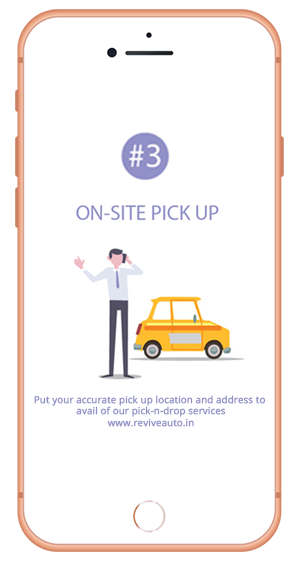 #3
ON-SITE PICK UP
Put your accurate pick up location and address to
avail of our pick-n-drop services
www.reviveauto.in